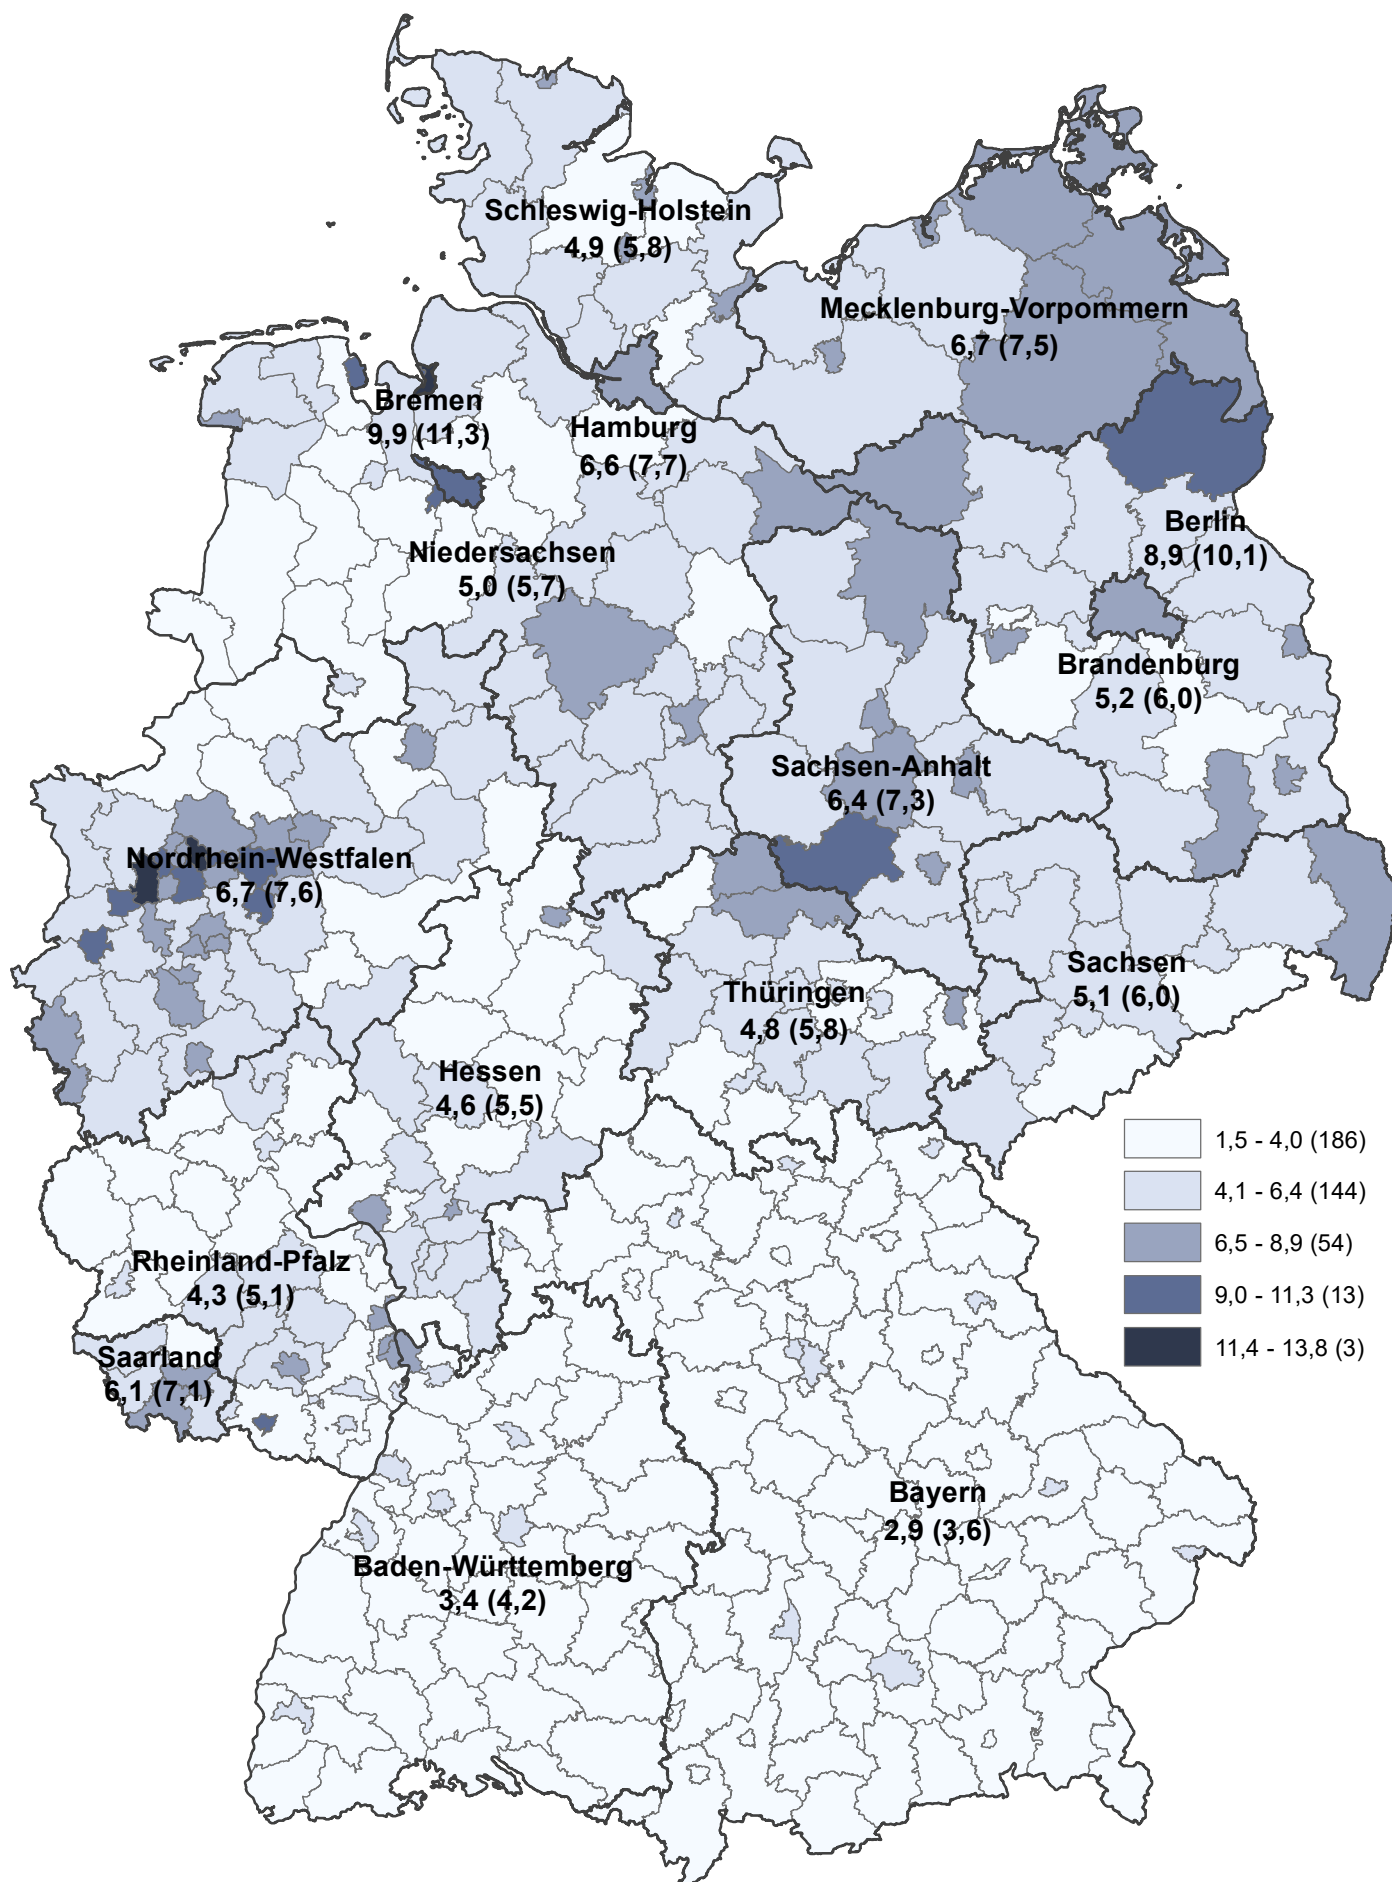 Schleswig-Holstein
4,9 (5,8)
Mecklenburg-Vorpommern
6,7 (7,5)
Bremen
9,9 (11,3)
Hamburg
6,6 (7,7)
Berlin
8,9 (10,1)
Niedersachsen
5,0 (5,7)
Brandenburg
5,2 (6,0)
Sachsen-Anhalt
6,4 (7,3)
Nordrhein-Westfalen
6,7 (7,6)
Sachsen
5,1 (6,0)
Thüringen
4,8 (5,8)
Hessen
4,6 (5,5)
1,5 - 4,0 (186)
4,1 - 6,4 (144)
6,5 - 8,9 (54)
9,0 - 11,3 (13)
11,4 - 13,8 (3)
Rheinland-Pfalz
4,3 (5,1)
Saarland
6,1 (7,1)
Bayern
2,9 (3,6)
Baden-Württemberg
3,4 (4,2)